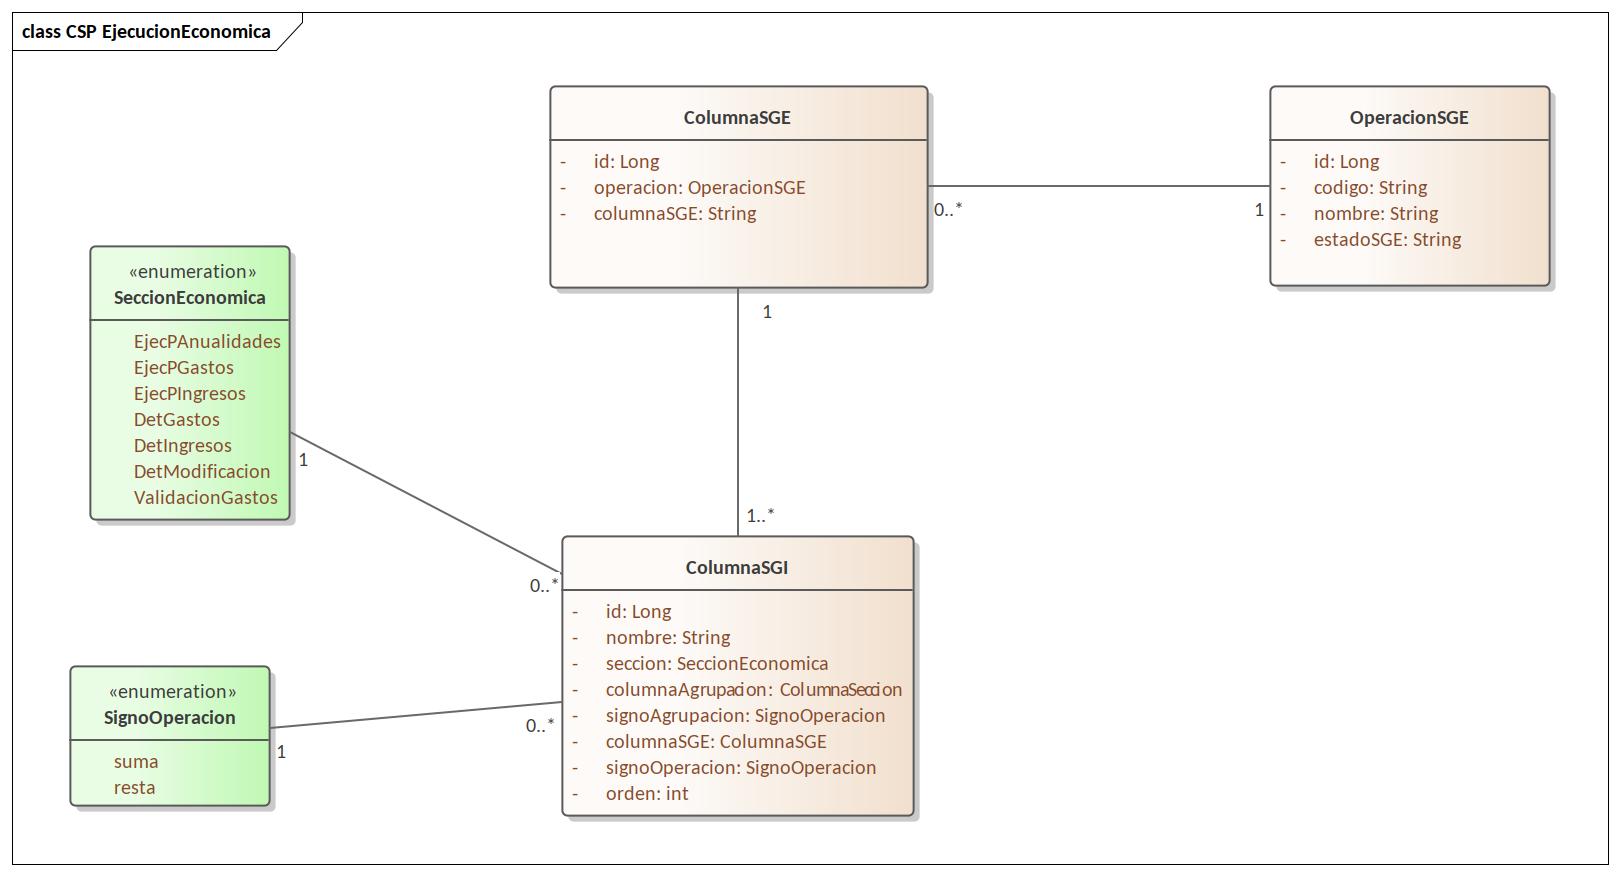 class CSP EjecucionEconomica
ColumnaSGE
- id: Long
- operacion: OperacionSGE
- columnaSGE: String
0..*
1
1
OperacionSGE
- id: Long
- codigo: String
- nombre: String
- estadoSGE: String
«enumeration»
SeccionEconomica
EjecPAnualidades
EjecPGastos
EjecPIngresos
DetGastos
DetIngresos
DetModificacion
ValidacionGastos
1
0..*
1..*
ColumnaSGI
- id: Long
- nombre: String
- seccion: SeccionEconomica
- columnaAgrupacion: ColumnaSeccion
- signoAgrupacion: SignoOperacion
- columnaSGE: ColumnaSGE
- signoOperacion: SignoOperacion
- orden: int
«enumeration»
SignoOperacion
suma
resta
1
0..*